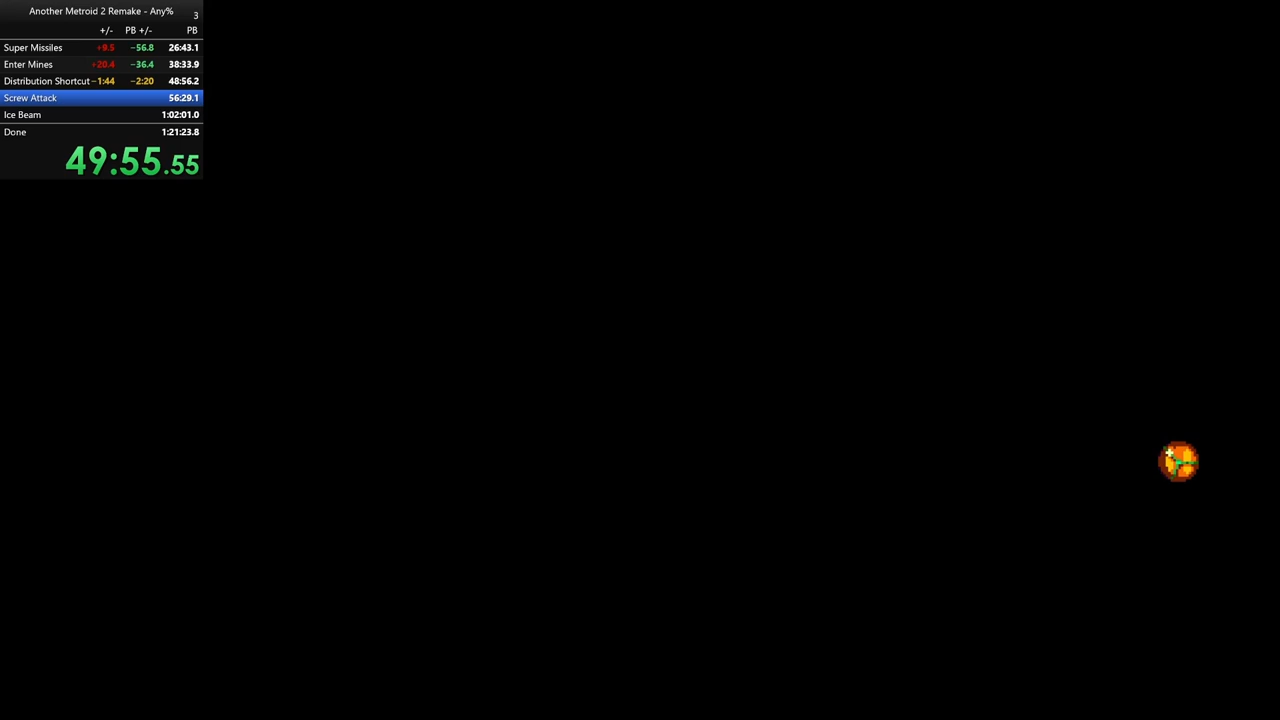 Another Metroid 2 Remake - Any%
3
+/- PB +/- PB
Super Missiles +9.5 −56.8 26:43.1
Enter Mines +20.4 −36.4 38:33.9
Distribution Shortcut −1:44 −2:20 48:56.2
Screw Attack 56:29.1
Ice Beam 1:02:01.0
Done 1:21:23.8
49:55.55